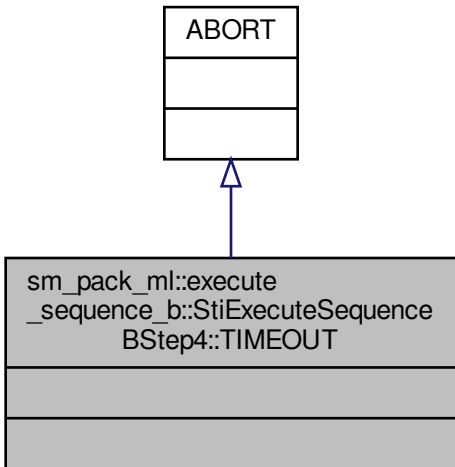 ABORT
sm_pack_ml::execute
_sequence_b::StiExecuteSequence
BStep4::TIMEOUT